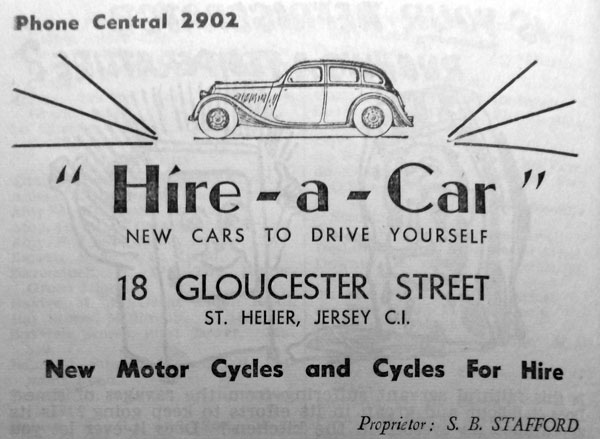 Phone Central 2902
" Hire - a - Car "
NEW CARS TO DRIVE YOURSELF
18 GLOUCESTER STREET
ST. HELIER, JERSEY C.I.
New Motor Cycles and Cycles For Hire
Proprietor: S. B. STAFFORD